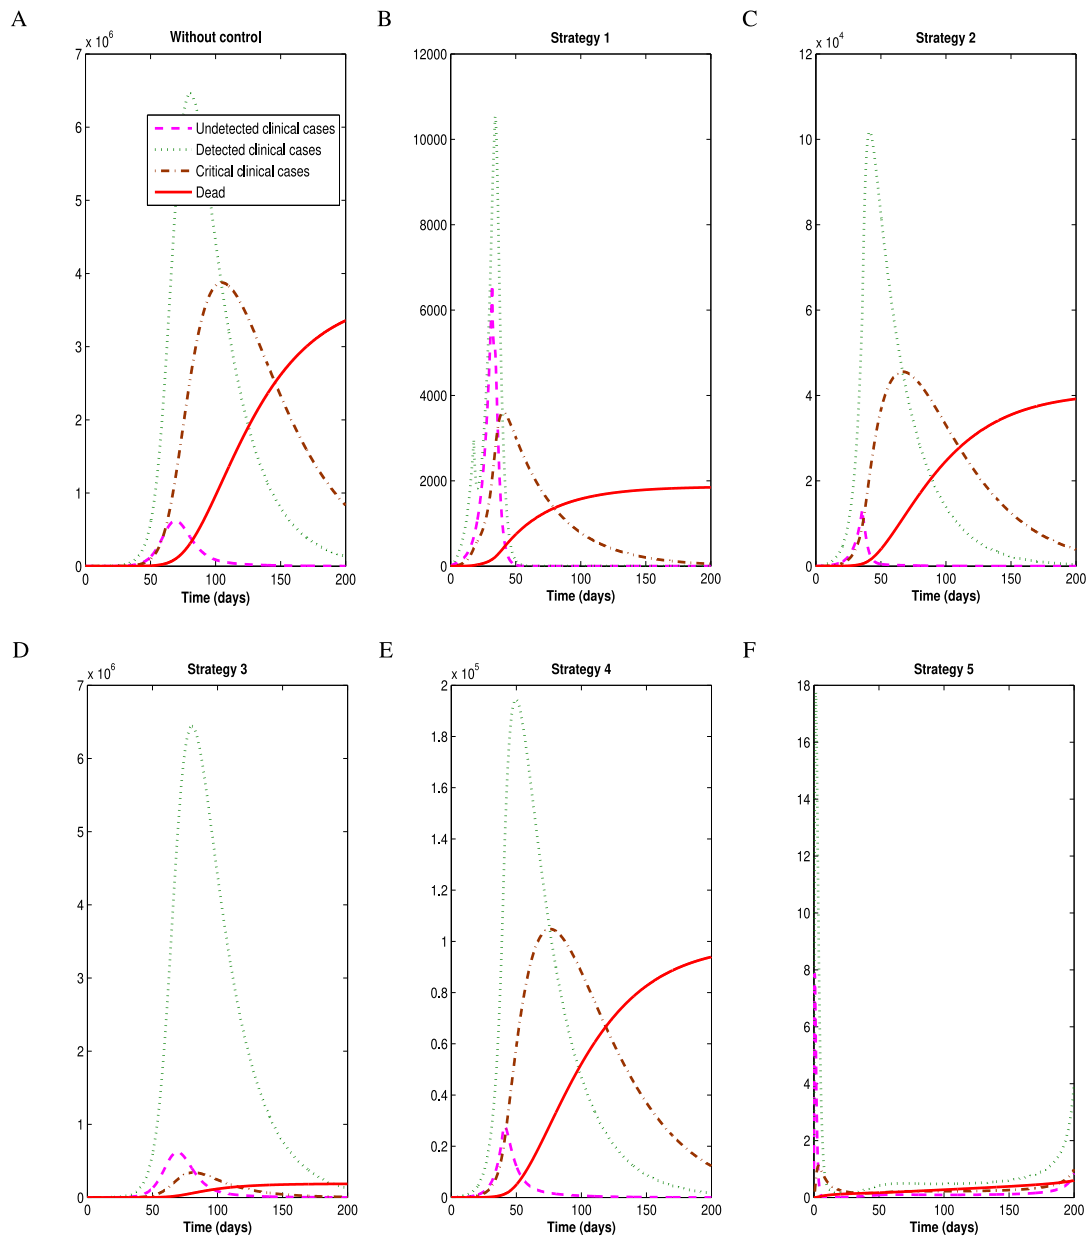 A
Without control
x 10^6
7
6
5
4
3
2
1
0
0 50 100 150 200
Time (days)
Undetected clinical cases
Detected clinical cases
Critical clinical cases
Dead
B
Strategy 1
12000
10000
8000
6000
4000
2000
0
0 50 100 150 200
Time (days)
C
Strategy 2
x 10^4
12
10
8
6
4
2
0
0 50 100 150 200
Time (days)
D
Strategy 3
x 10^6
7
6
5
4
3
2
1
0
0 50 100 150 200
Time (days)
E
Strategy 4
x 10^5
2
1.8
1.6
1.4
1.2
1
0.8
0.6
0.4
0.2
0
0 50 100 150 200
Time (days)
F
Strategy 5
18
16
14
12
10
8
6
4
2
0
0 50 100 150 200
Time (days)